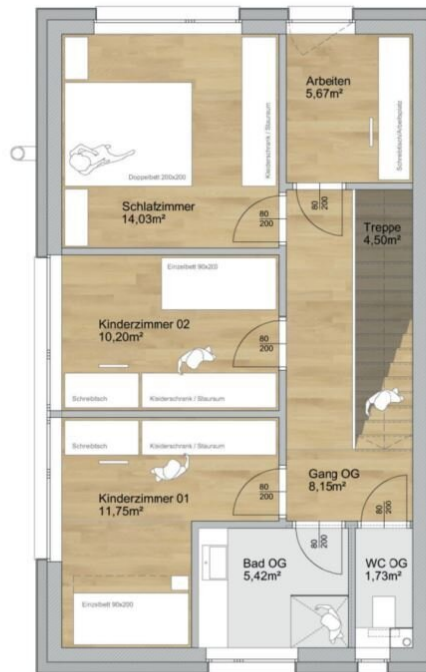 Arbeiten
5,67m²
Kleiderschrank / Stauraum
Schreibtisch/Arbeitsplatz
Doppelbett 200x200
Schlafzimmer
14,03m²
80
200
80
200
Treppe
4,50m²
Einzelbett 90x200
Kinderzimmer 02
10,20m²
80
200
Schreibtisch
Kleiderschrank / Stauraum
Schreibtisch
Kleiderschrank / Stauraum
Kinderzimmer 01
11,75m²
80
200
Gang OG
8,15m²
80
200
80
200
Bad OG
5,42m²
WC OG
1,73m²
Einzelbett 90x200